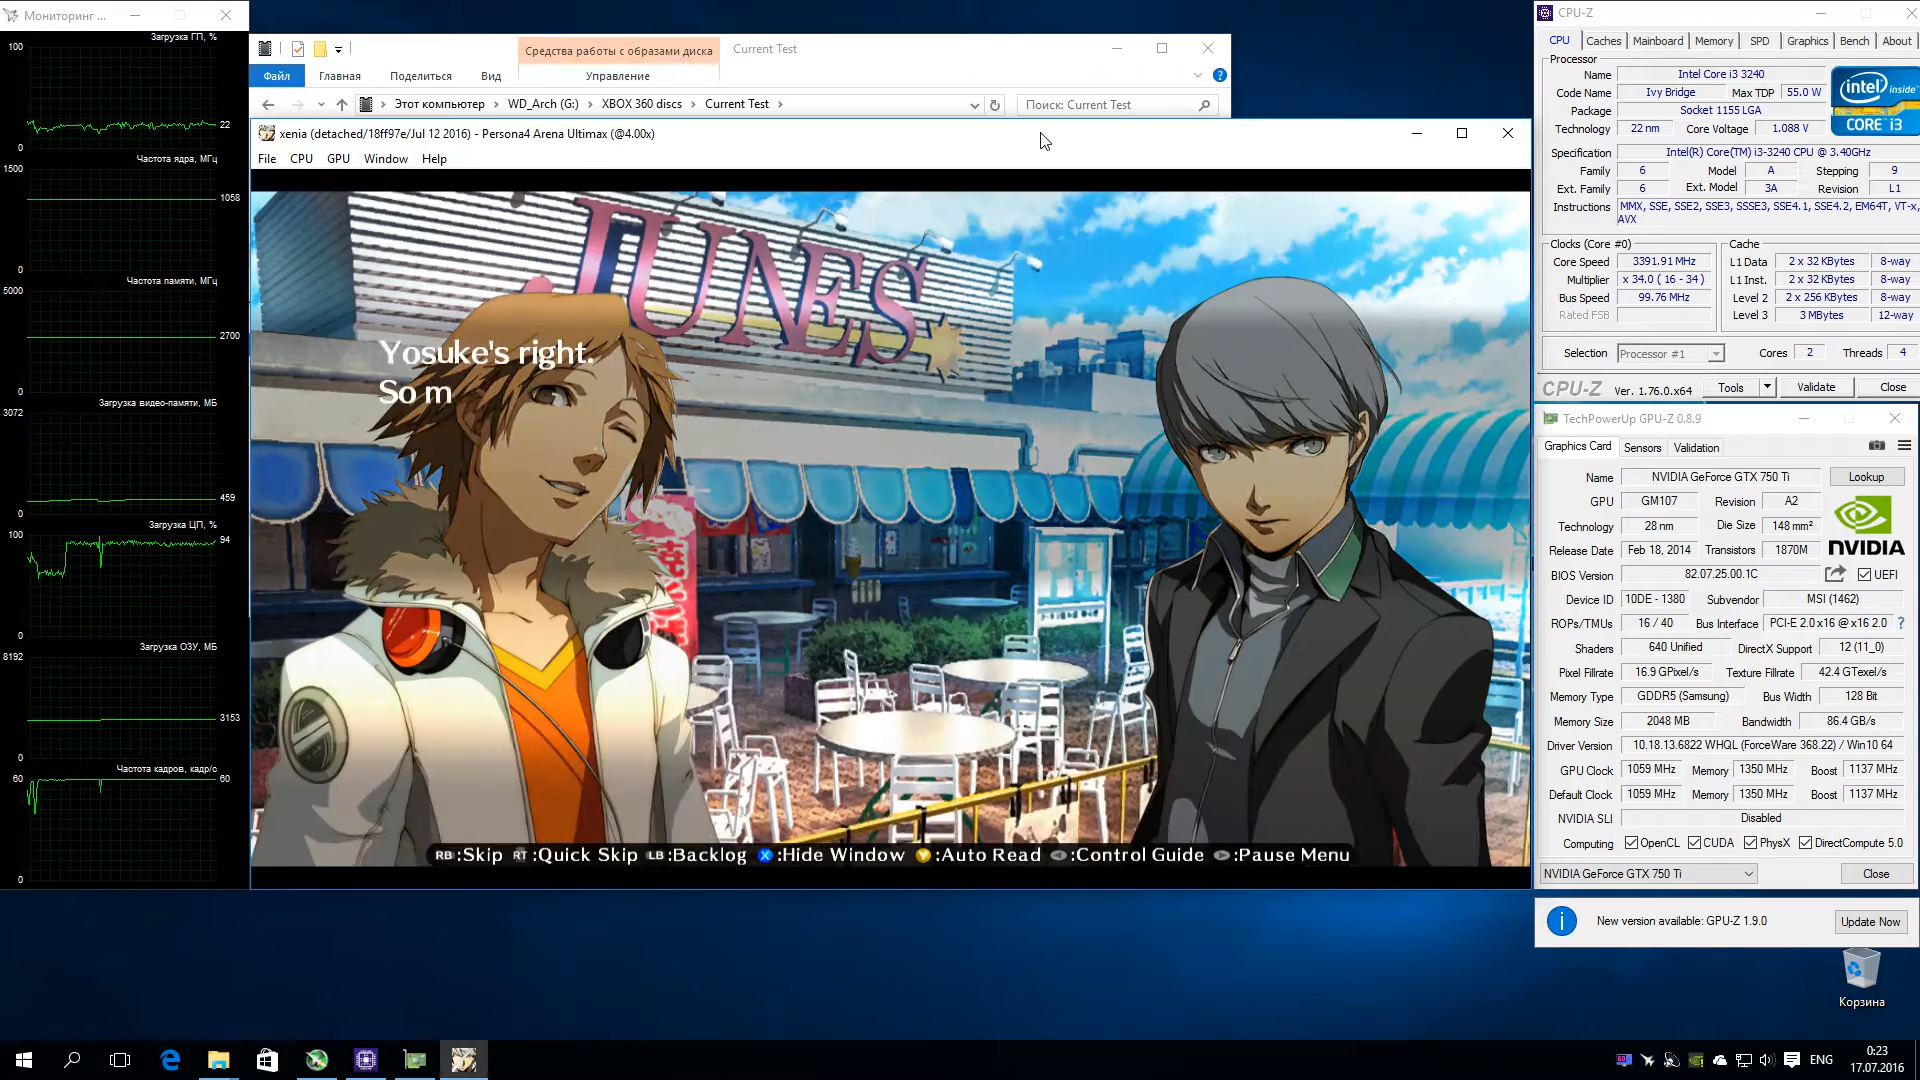 Мониторинг ...
Загрузка ГП, %
100
22
0
Частота ядра, МГц
1500
1058
0
Частота памяти, МГц
5000
2700
0
Загрузка видео-памяти, МБ
3072
459
0
Загрузка ЦП, %
100
94
0
Загрузка ОЗУ, МБ
8192
3153
0
Частота кадров, кадр/с
60
60
0
Средства работы с образами диска
Current Test
Файл
Главная
Поделиться
Вид
Управление
Этот компьютер
WD_Arch (G:)
XBOX 360 discs
Current Test
Поиск: Current Test
xenia (detached/18ff97e/Jul 12 2016) - Persona4 Arena Ultimax (@4.00x)
File CPU GPU Window Help
JUNES
Yosuke's right.
So m
RB:Skip RT:Quick Skip LB:Backlog X:Hide Window Y:Auto Read :Control Guide :Pause Menu
CPU-Z
CPU Caches Mainboard Memory SPD Graphics Bench About
Processor
Name Intel Core i3 3240
Code Name Ivy Bridge Max TDP 55.0 W
Package Socket 1155 LGA
Technology 22 nm Core Voltage 1.088 V
intel inside™
CORE i3
Specification Intel(R) Core(TM) i3-3240 CPU @ 3.40GHz
Family 6 Model A Stepping 9
Ext. Family 6 Ext. Model 3A Revision L1
Instructions MMX, SSE, SSE2, SSE3, SSSE3, SSE4.1, SSE4.2, EM64T, VT-x,
AVX
Clocks (Core #0)
Core Speed 3391.91 MHz
Multiplier x 34.0 ( 16 - 34 )
Bus Speed 99.76 MHz
Rated FSB
Cache
L1 Data 2 x 32 KBytes 8-way
L1 Inst. 2 x 32 KBytes 8-way
Level 2 2 x 256 KBytes 8-way
Level 3 3 MBytes 12-way
Selection Processor #1 Cores 2 Threads 4
CPU-Z Ver. 1.76.0.x64 Tools Validate Close
TechPowerUp GPU-Z 0.8.9
Graphics Card Sensors Validation
Name NVIDIA GeForce GTX 750 Ti Lookup
GPU GM107 Revision A2
Technology 28 nm Die Size 148 mm²
Release Date Feb 18, 2014 Transistors 1870M
NVIDIA
BIOS Version 82.07.25.00.1C UEFI
Device ID 10DE - 1380 Subvendor MSI (1462)
ROPs/TMUs 16 / 40 Bus Interface PCI-E 2.0 x16 @ x16 2.0 ?
Shaders 640 Unified DirectX Support 12 (11_0)
Pixel Fillrate 16.9 GPixel/s Texture Fillrate 42.4 GTexel/s
Memory Type GDDR5 (Samsung) Bus Width 128 Bit
Memory Size 2048 MB Bandwidth 86.4 GB/s
Driver Version 10.18.13.6822 WHQL (ForceWare 368.22) / Win10 64
GPU Clock 1059 MHz Memory 1350 MHz Boost 1137 MHz
Default Clock 1059 MHz Memory 1350 MHz Boost 1137 MHz
NVIDIA SLI Disabled
Computing OpenCL CUDA PhysX DirectCompute 5.0
NVIDIA GeForce GTX 750 Ti Close
New version available: GPU-Z 1.9.0 Update Now
Корзина
60
ENG
0:23
17.07.2016